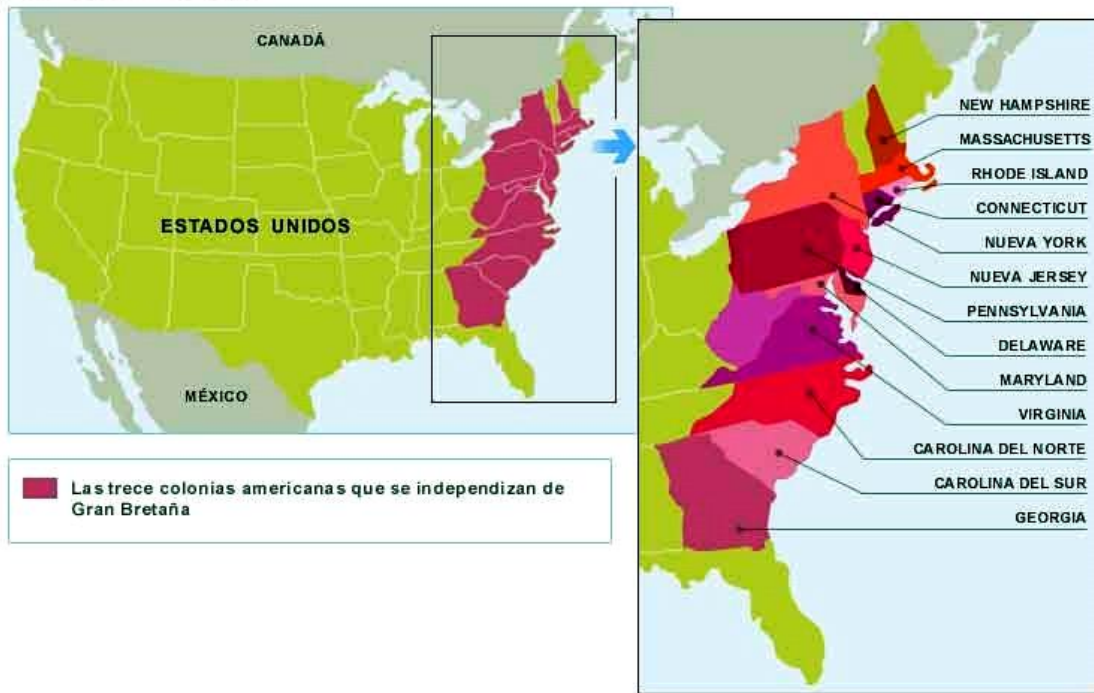 CANADÁ
ESTADOS UNIDOS
MÉXICO
Las trece colonias americanas que se independizan de
Gran Bretaña
NEW HAMPSHIRE
MASSACHUSETTS
RHODE ISLAND
CONNECTICUT
NUEVA YORK
NUEVA JERSEY
PENNSYLVANIA
DELAWARE
MARYLAND
VIRGINIA
CAROLINA DEL NORTE
CAROLINA DEL SUR
GEORGIA